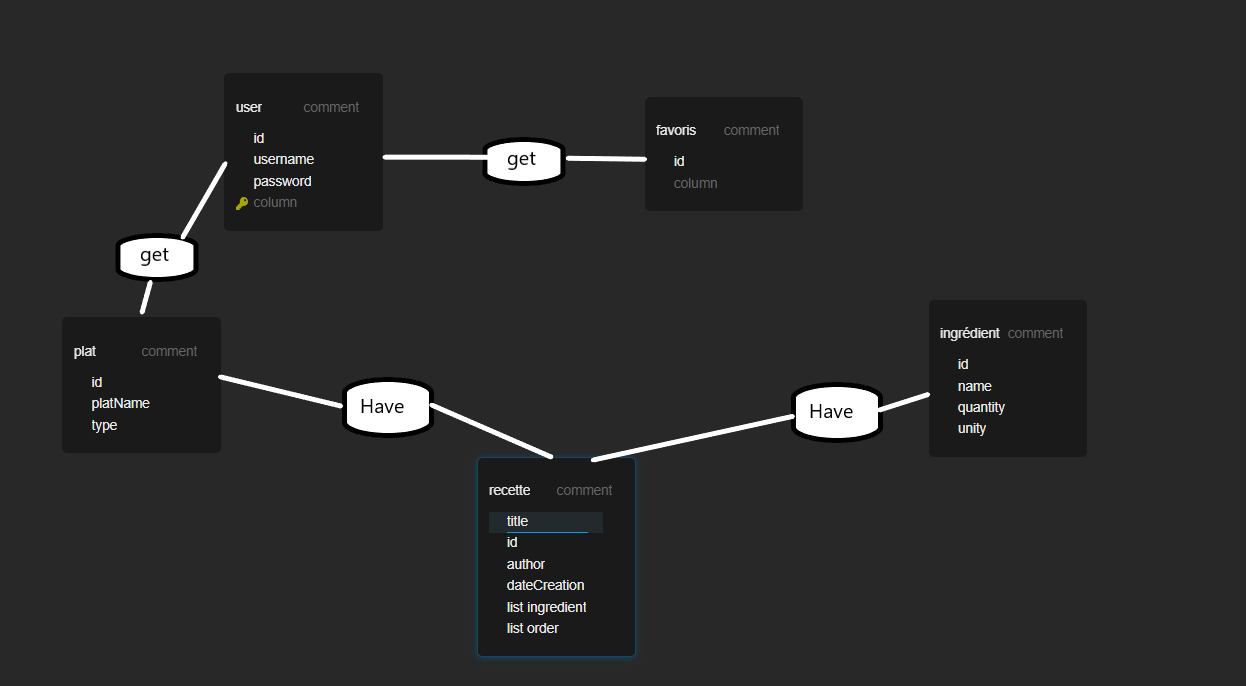 user comment
id
username
password
column
get
favoris comment
id
column
get
plat comment
id
platName
type
Have
Have
ingrédient comment
id
name
quantity
unity
recette comment
title
id
author
dateCreation
list ingredient
list order